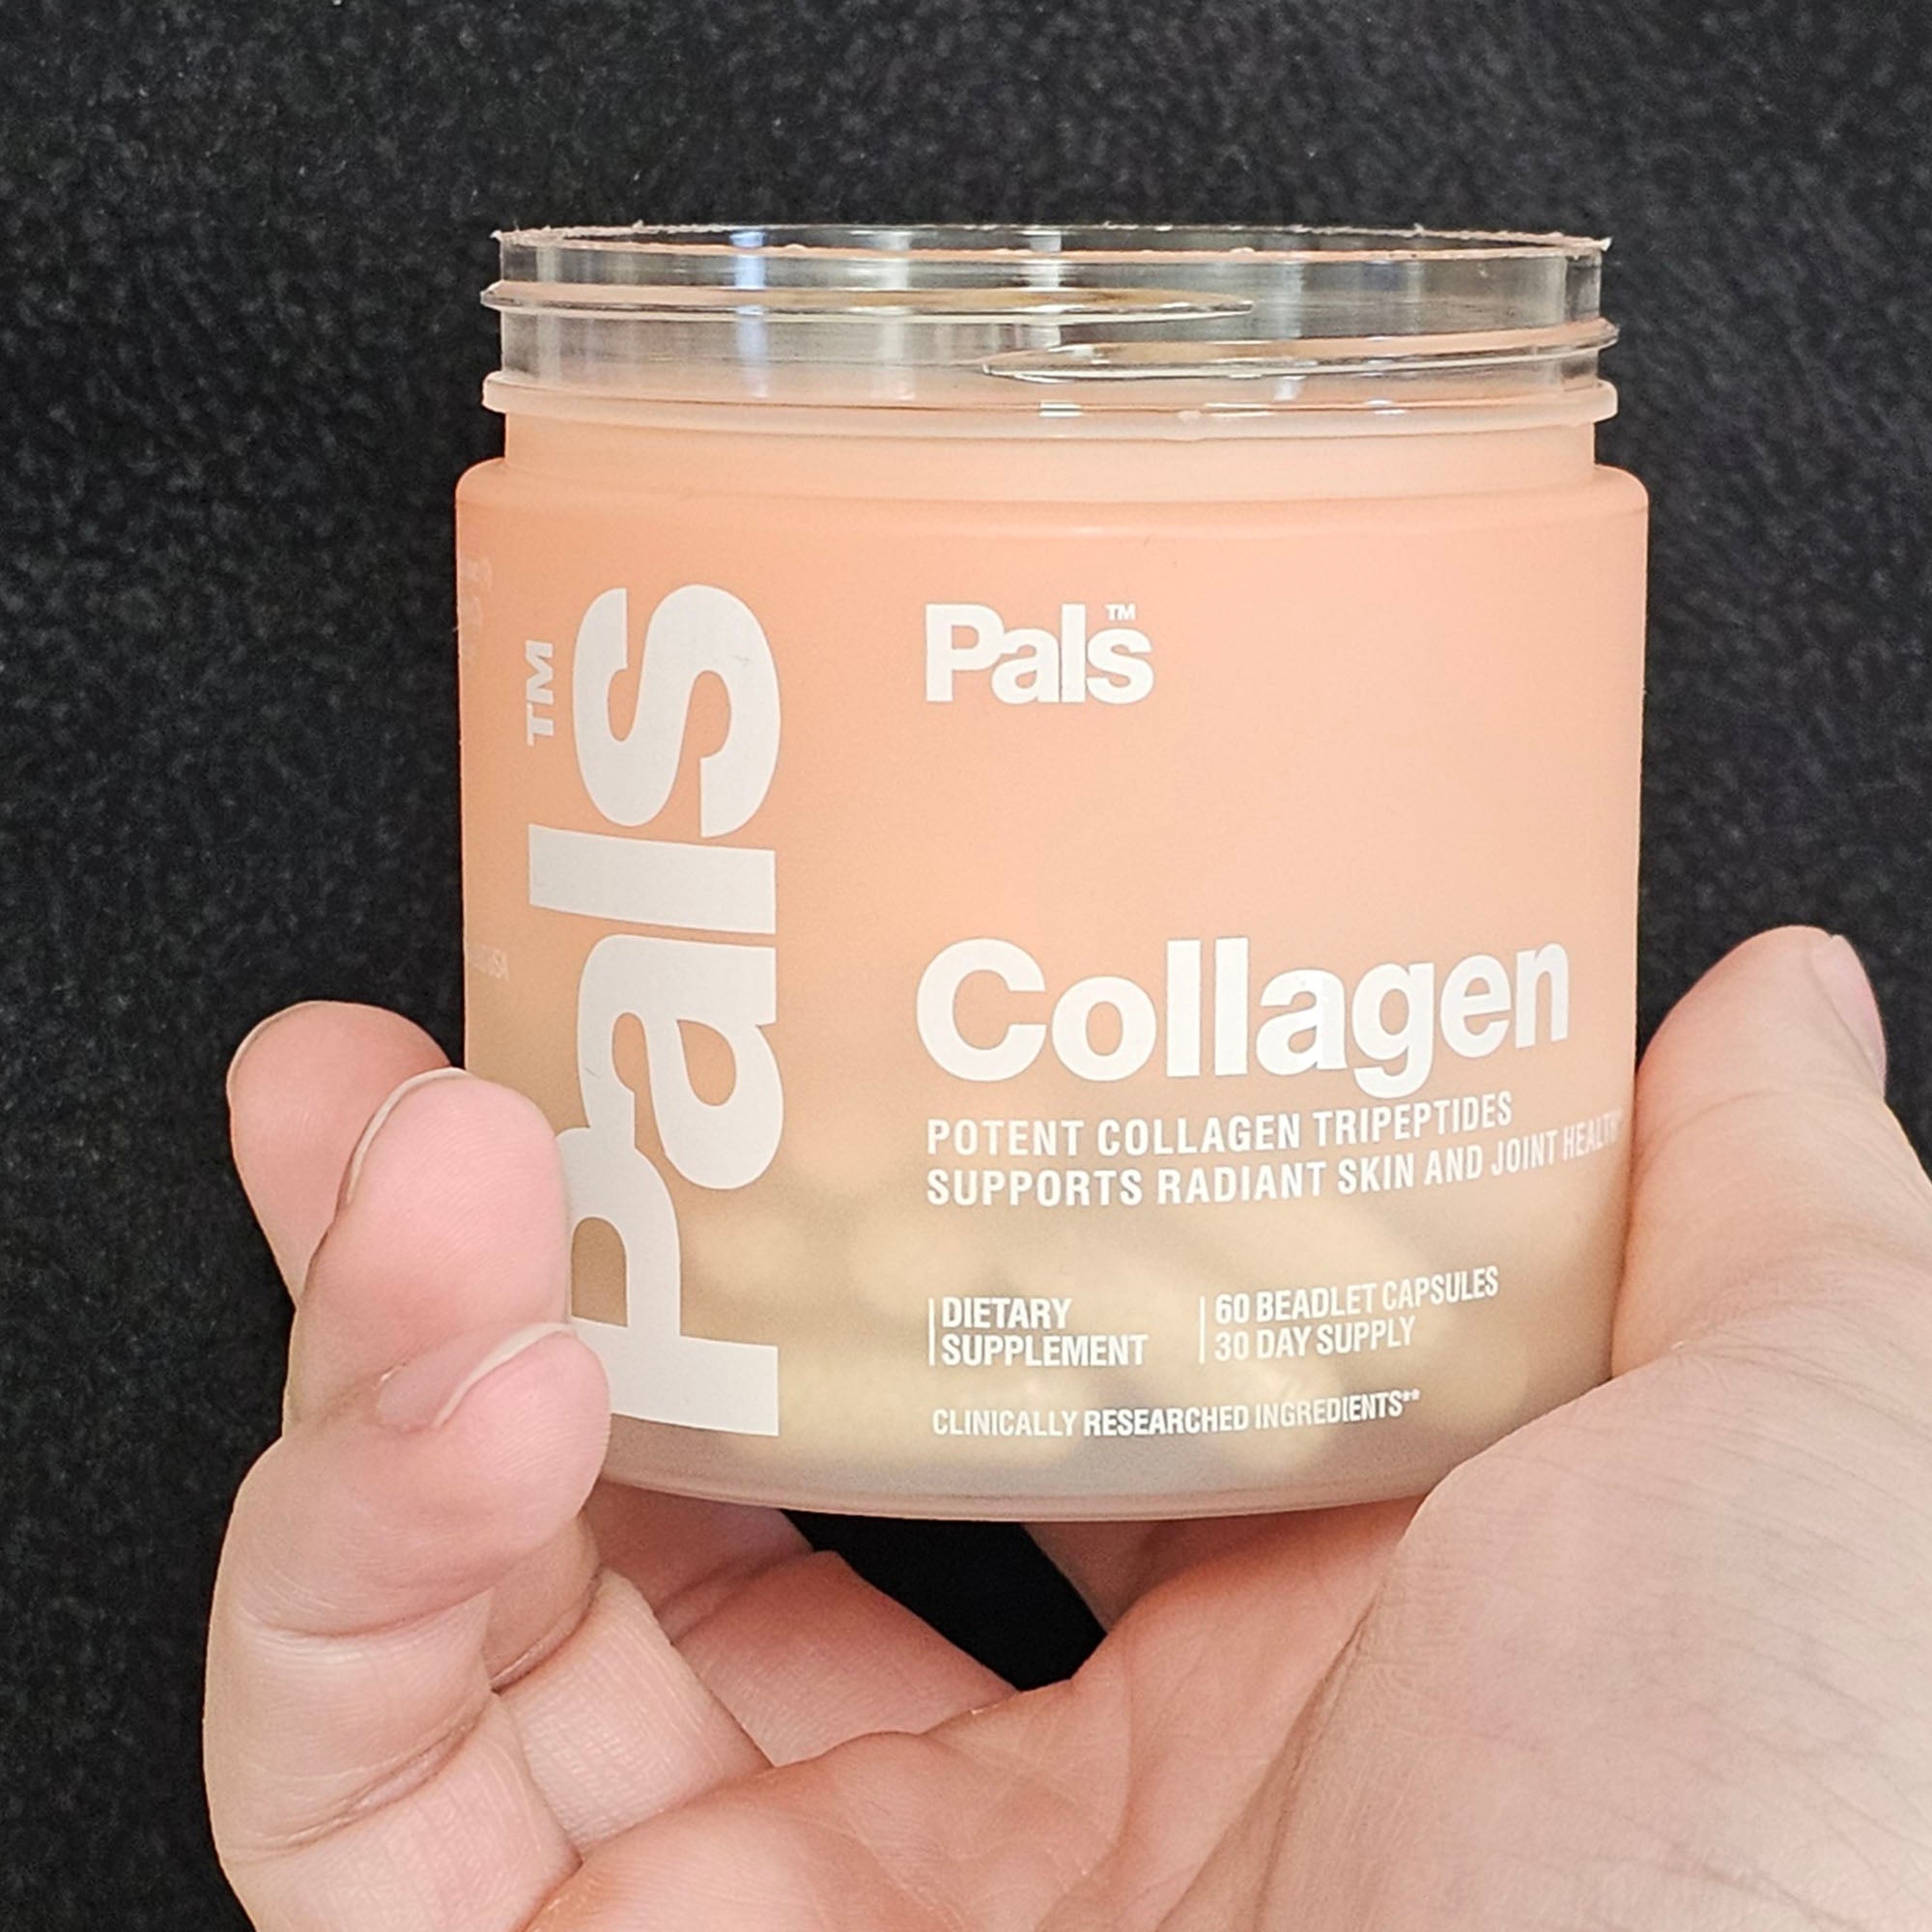 Pals™
Pals™
Collagen
POTENT COLLAGEN TRIPEPTIDES
SUPPORTS RADIANT SKIN AND JOINT HEALTH
DIETARY
SUPPLEMENT
60 BEADLET CAPSULES
30 DAY SUPPLY
CLINICALLY RESEARCHED INGREDIENTS**